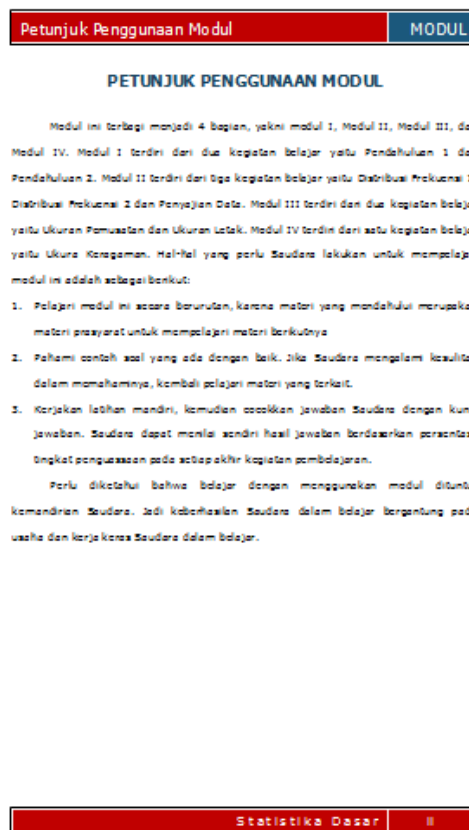 Petunjuk Penggunaan Modul MODUL
PETUNJUK PENGGUNAAN MODUL
Modul ini terbagi menjadi 4 bagian, yakni modul I, Modul II, Modul III, da
Modul IV. Modul I terdiri dari dua kegiatan belajar yaitu Pendahuluan 1 da
Pendahuluan 2. Modul II terdiri dari tiga kegiatan belajar yaitu Distribusi Frekuensi 1
Distribusi Frekuensi 2 dan Penyajian Data. Modul III terdiri dari dua kegiatan belaja
yaitu Ukuran Pemusatan dan Ukuran Letak. Modul IV terdiri dari satu kegiatan belaja
yaitu Ukura Keragaman. Hal-hal yang perlu Saudara lakukan untuk mempelaja
modul ini adalah sebagai berikut:
1. Pelajari modul ini secara berurutan, karena materi yang mendahului merupaka
materi prasyarat untuk mempelajari materi berikutnya
2. Pahami contoh soal yang ada dengan baik. Jika Saudara mengalami kesulita
dalam memahaminya, kembali pelajari materi yang terkait.
3. Kerjakan latihan mandiri, kemudian cocokkan jawaban Saudara dengan kun
jawaban. Saudara dapat menilai sendiri hasil jawaban berdasarkan persentas
tingkat penguasaan pada setiap akhir kegiatan pembelajaran.
Perlu diketahui bahwa belajar dengan menggunakan modul ditunt
kemandirian Saudara. Jadi keberhasilan Saudara dalam belajar bergantung pad
usaha dan kerja keras Saudara dalam belajar.
Statistika Dasar II